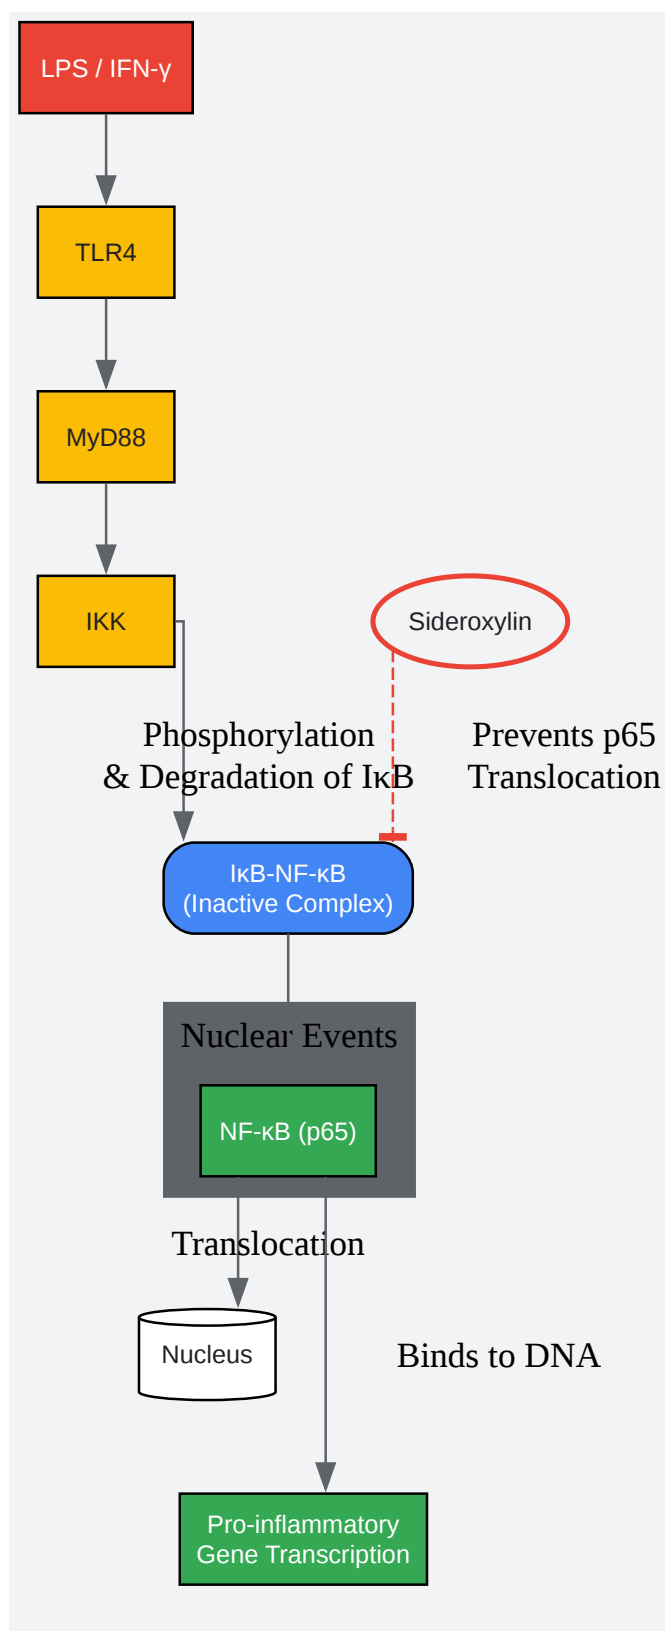 LPS / IFN-γ
TLR4
MyD88
IKK
Sideroxylin
Phosphorylation
& Degradation of IκB
Prevents p65
Translocation
IκB-NF-κB
(Inactive Complex)
Nuclear Events
NF-κB (p65)
Translocation
Nucleus
Binds to DNA
Pro-inflammatory
Gene Transcription